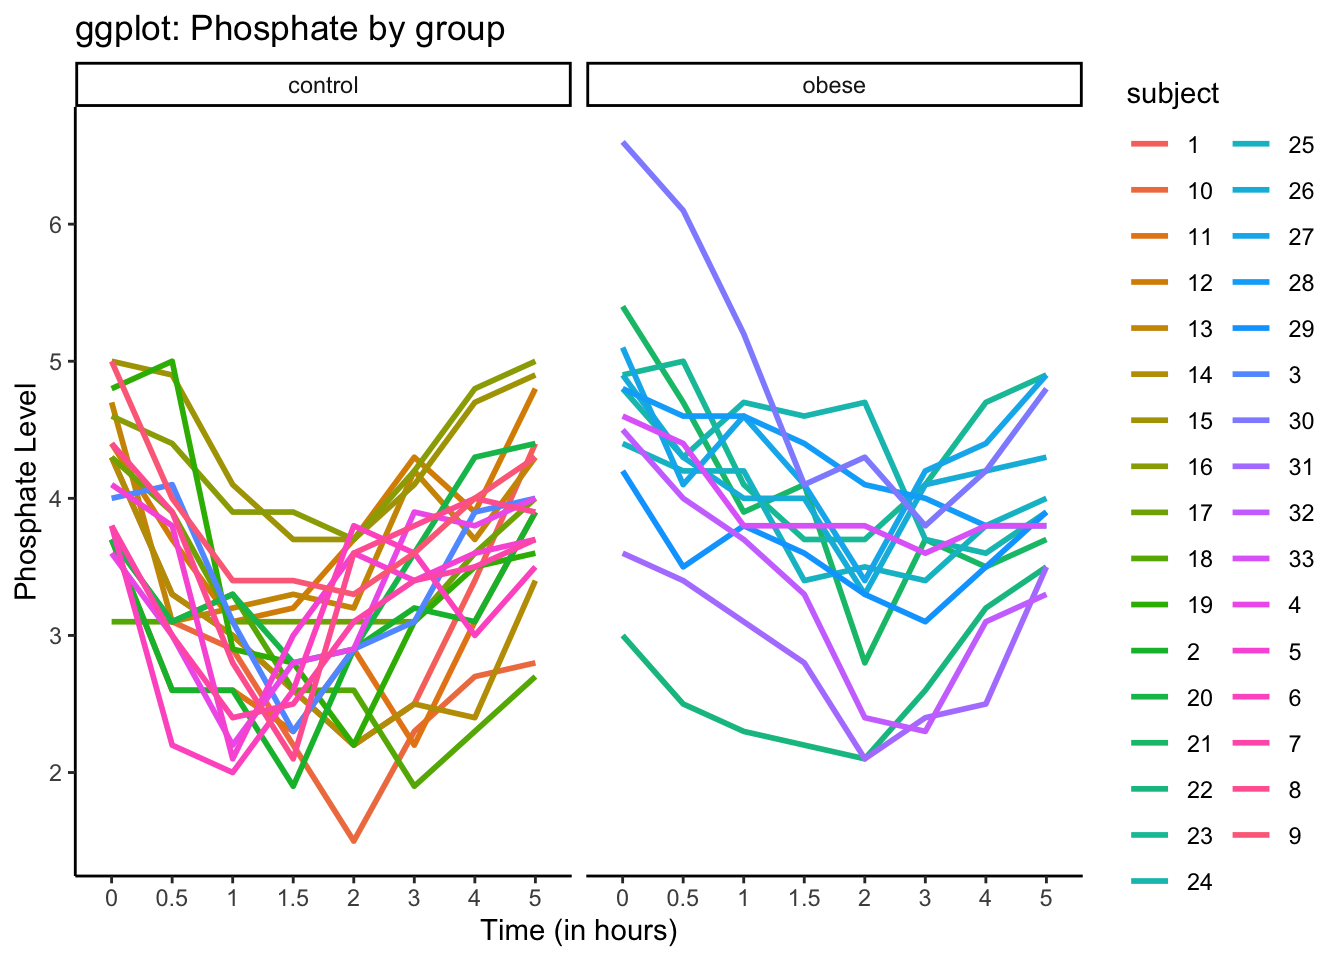 ggplot: Phosphate by group
control
obese
Phosphate Level
6
5
4
3
2
0 0.5 1 1.5 2 3 4 5
0 0.5 1 1.5 2 3 4 5
Time (in hours)
subject
1 25
10 26
11 27
12 28
13 29
14 3
15 30
16 31
17 32
18 33
19 4
2 5
20 6
21 7
22 8
23 9
24